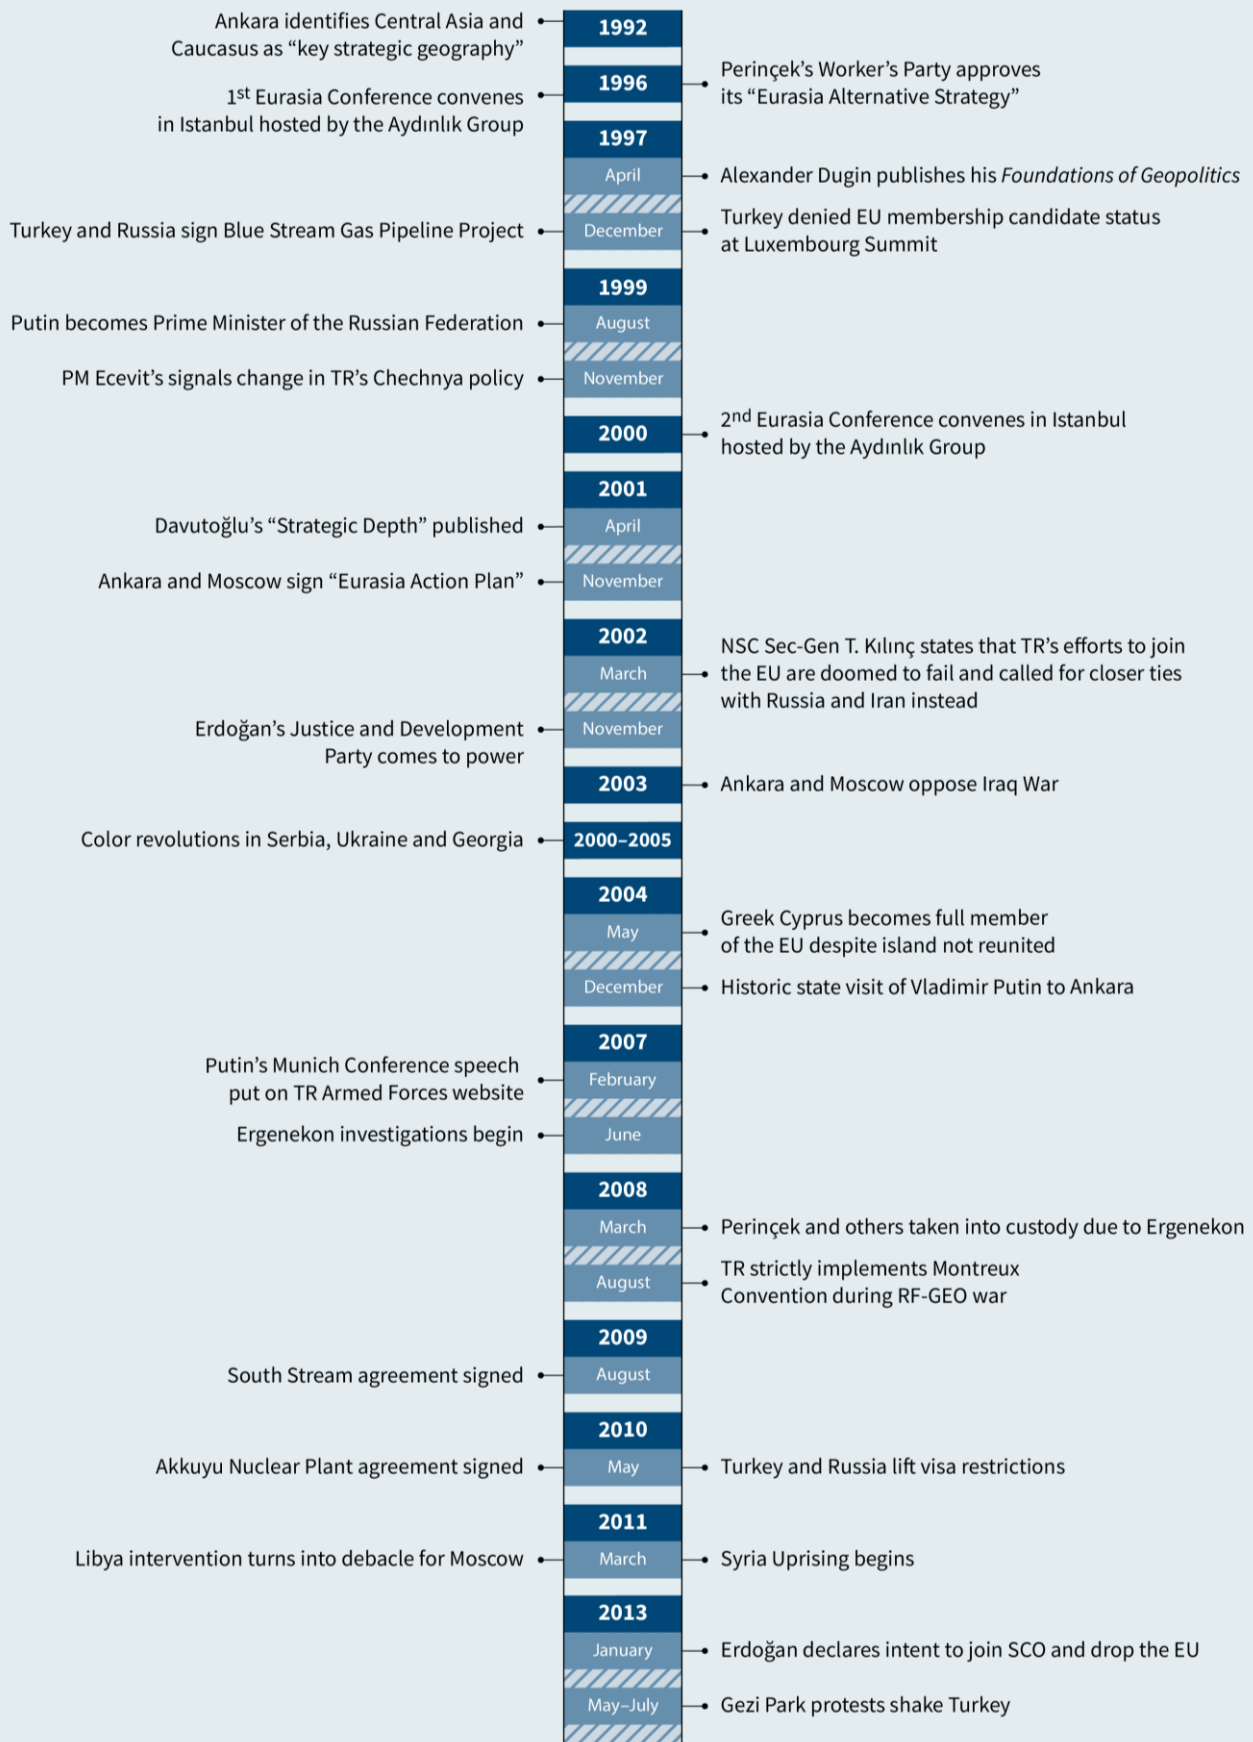 1992
Ankara identifies Central Asia and
Caucasus as “key strategic geography”
1996
1st Eurasia Conference convenes
in Istanbul hosted by the Aydınlık Group
Perinçek’s Worker’s Party approves
its “Eurasia Alternative Strategy”
1997
April
Alexander Dugin publishes his Foundations of Geopolitics
December
Turkey and Russia sign Blue Stream Gas Pipeline Project
Turkey denied EU membership candidate status
at Luxembourg Summit
1999
August
Putin becomes Prime Minister of the Russian Federation
November
PM Ecevit’s signals change in TR’s Chechnya policy
2000
2nd Eurasia Conference convenes in Istanbul
hosted by the Aydınlık Group
2001
April
Davutoğlu’s “Strategic Depth” published
November
Ankara and Moscow sign “Eurasia Action Plan”
2002
March
NSC Sec-Gen T. Kılınç states that TR’s efforts to join
the EU are doomed to fail and called for closer ties
with Russia and Iran instead
November
Erdoğan’s Justice and Development
Party comes to power
2003
Ankara and Moscow oppose Iraq War
2000–2005
Color revolutions in Serbia, Ukraine and Georgia
2004
May
Greek Cyprus becomes full member
of the EU despite island not reunited
December
Historic state visit of Vladimir Putin to Ankara
2007
February
Putin’s Munich Conference speech
put on TR Armed Forces website
June
Ergenekon investigations begin
2008
March
Perinçek and others taken into custody due to Ergenekon
August
TR strictly implements Montreux
Convention during RF-GEO war
2009
August
South Stream agreement signed
2010
May
Akkuyu Nuclear Plant agreement signed
Turkey and Russia lift visa restrictions
2011
March
Libya intervention turns into debacle for Moscow
Syria Uprising begins
2013
January
Erdoğan declares intent to join SCO and drop the EU
May–July
Gezi Park protests shake Turkey